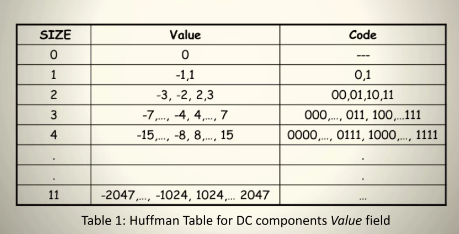 SIZE Value Code
0 0 ---
1 -1,1 0,1
2 -3, -2, 2,3 00,01,10,11
3 -7,..., -4, 4,..., 7 000,..., 011, 100,...111
4 -15,..., -8, 8,..., 15 0000,..., 0111, 1000,..., 1111
. .
. . .
11 -2047,..., -1024, 1024,... 2047 ...
Table 1: Huffman Table for DC components Value field